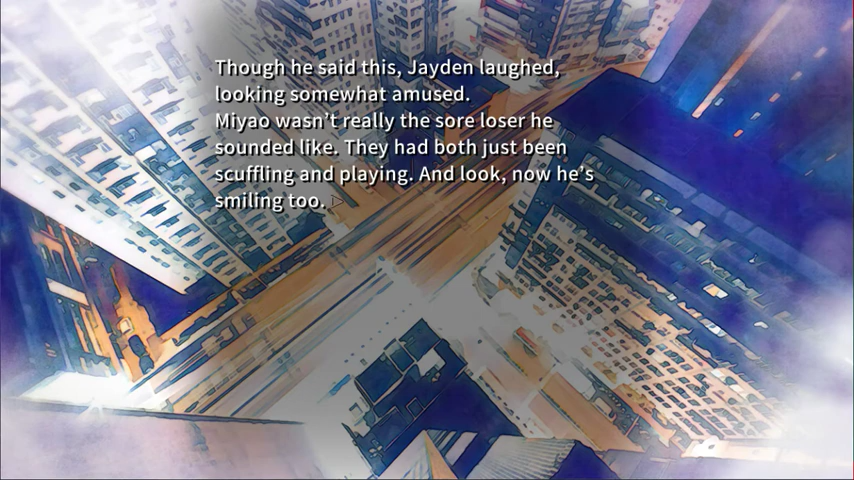 Though he said this, Jayden laughed,
looking somewhat amused.
Miyao wasn't really the sore loser he
sounded like. They had both just been
scuffling and playing. And look, now he's
smiling too.